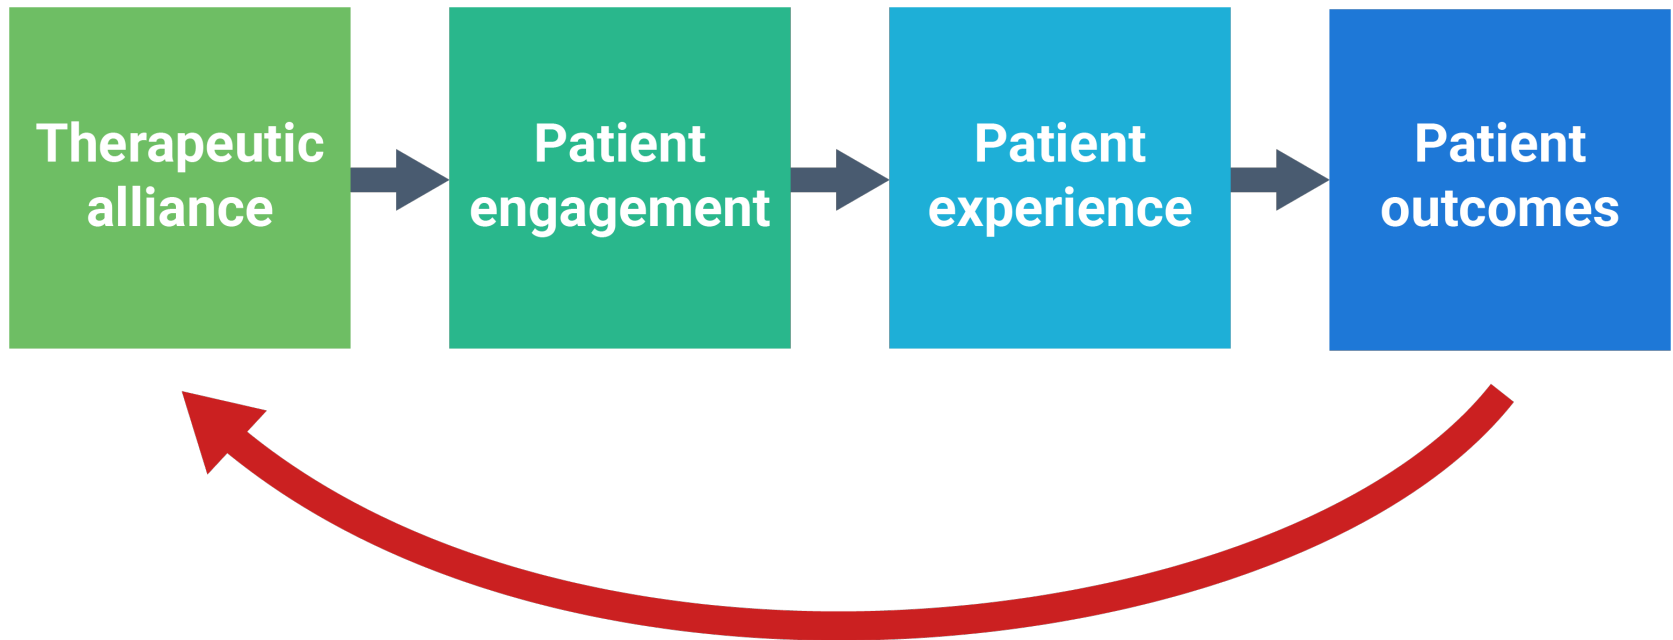 Therapeutic
alliance
Patient
engagement
Patient
experience
Patient
outcomes